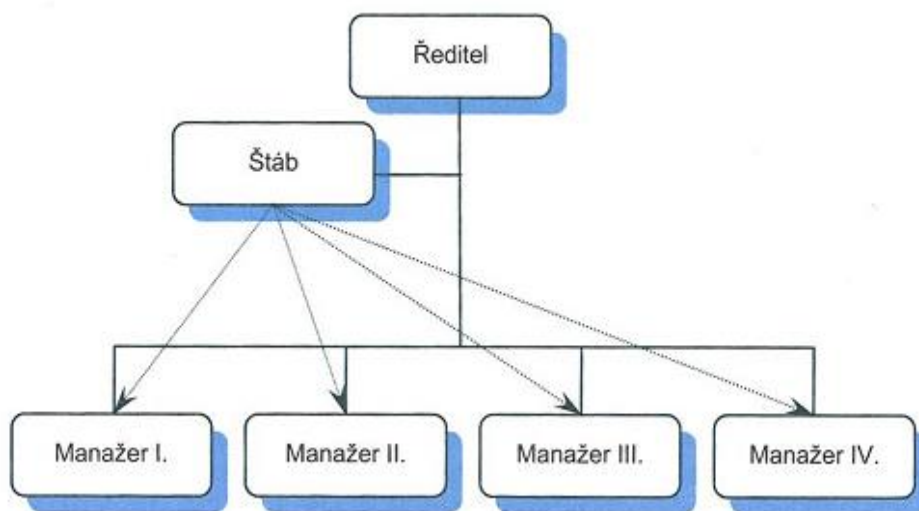 Ředitel
Štáb
Manažer I.
Manažer II.
Manažer III.
Manažer IV.